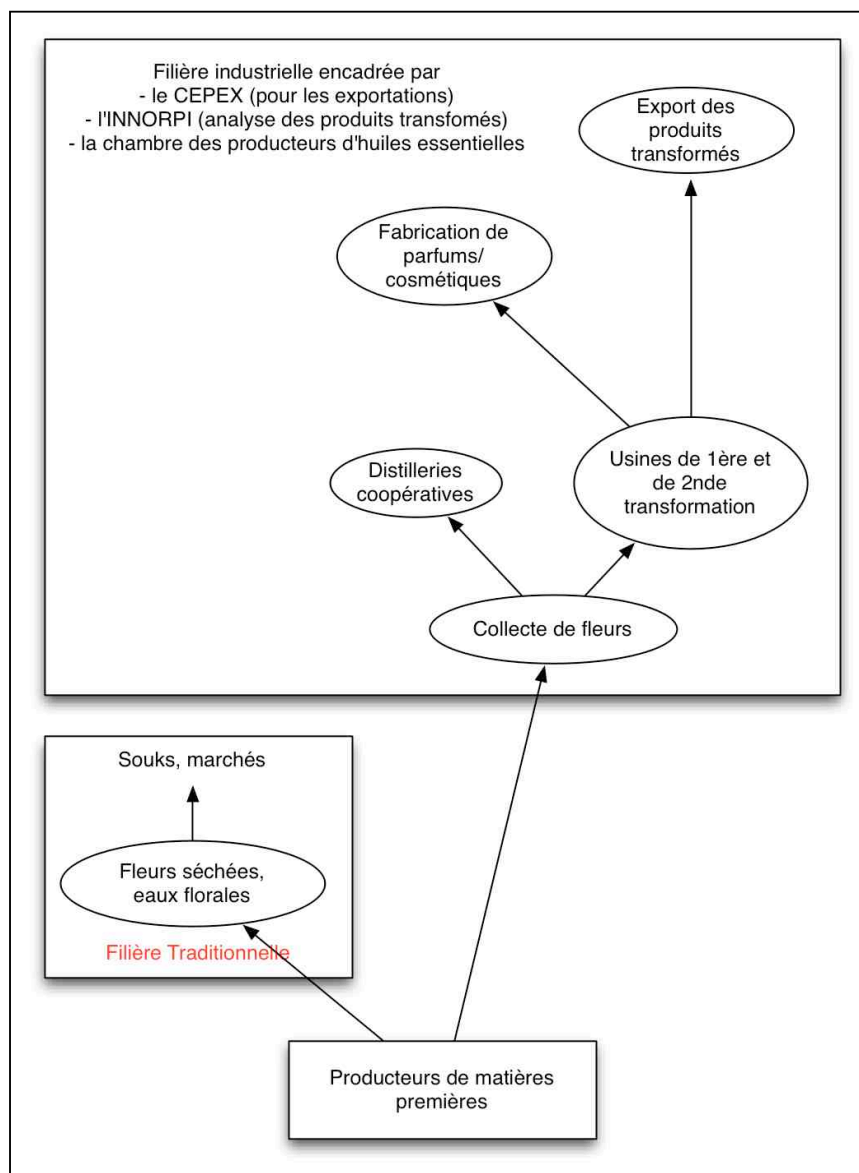 Filière industrielle encadrée par
- le CEPEX (pour les exportations)
- l'INNORPI (analyse des produits transfomés)
- la chambre des producteurs d'huiles essentielles
Export des
produits
transformés
Fabrication de
parfums/
cosmétiques
Distilleries
coopératives
Usines de 1ère et
de 2nde
transformation
Collecte de fleurs
Souks, marchés
Fleurs séchées,
eaux florales
Filière Traditionnelle
Producteurs de matières
premières